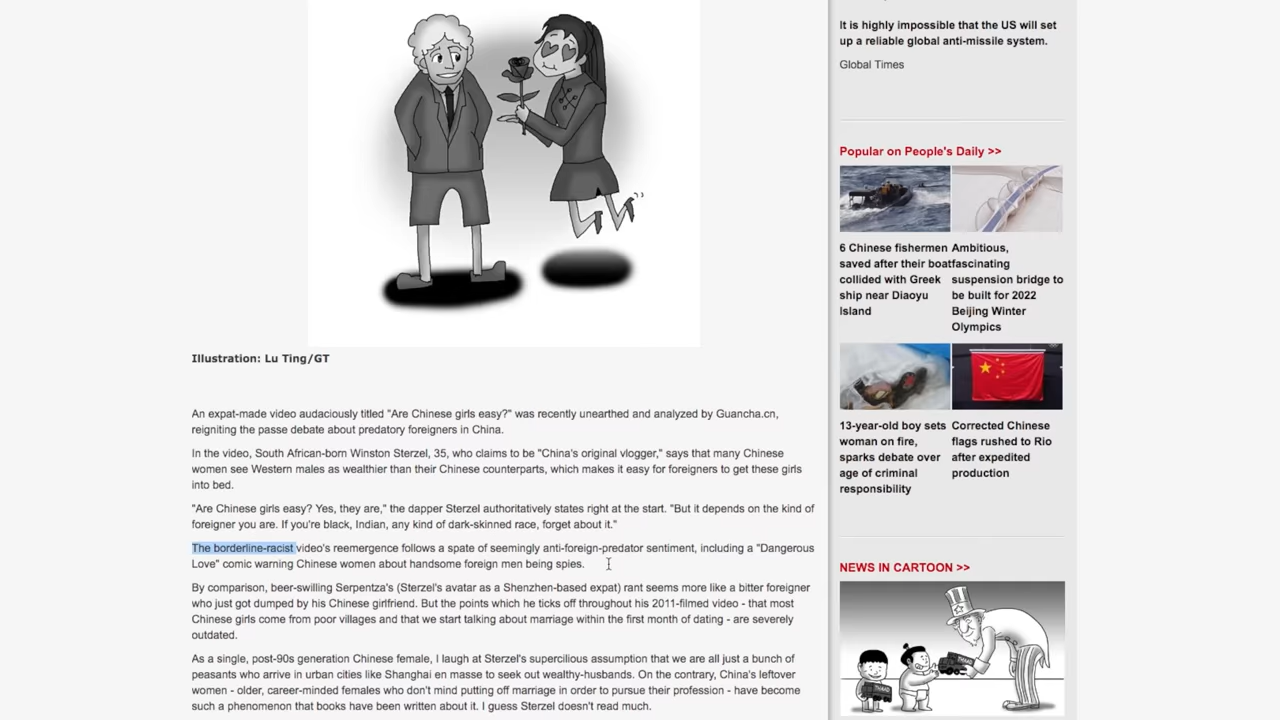 It is highly impossible that the US will set
up a reliable global anti-missile system.
Global Times
Popular on People's Daily >>
6 Chinese fishermen
saved after their boat
collided with Greek
ship near Diaoyu
Island
Ambitious,
fascinating
suspension bridge to
be built for 2022
Beijing Winter
Olympics
13-year-old boy sets
woman on fire,
sparks debate over
age of criminal
responsibility
Corrected Chinese
flags rushed to Rio
after expedited
production
NEWS IN CARTOON >>
THAAD
THAAD
Illustration: Lu Ting/GT
An expat-made video audaciously titled "Are Chinese girls easy?" was recently unearthed and analyzed by Guancha.cn,
reigniting the passe debate about predatory foreigners in China.
In the video, South African-born Winston Sterzel, 35, who claims to be "China's original vlogger," says that many Chinese
women see Western males as wealthier than their Chinese counterparts, which makes it easy for foreigners to get these girls
into bed.
"Are Chinese girls easy? Yes, they are," the dapper Sterzel authoritatively states right at the start. "But it depends on the kind of
foreigner you are. If you're black, Indian, any kind of dark-skinned race, forget about it."
The borderline-racist video's reemergence follows a spate of seemingly anti-foreign-predator sentiment, including a "Dangerous
Love" comic warning Chinese women about handsome foreign men being spies.
By comparison, beer-swilling Serpentza's (Sterzel's avatar as a Shenzhen-based expat) rant seems more like a bitter foreigner
who just got dumped by his Chinese girlfriend. But the points which he ticks off throughout his 2011-filmed video - that most
Chinese girls come from poor villages and that we start talking about marriage within the first month of dating - are severely
outdated.
As a single, post-90s generation Chinese female, I laugh at Sterzel's supercilious assumption that we are all just a bunch of
peasants who arrive in urban cities like Shanghai en masse to seek out wealthy-husbands. On the contrary, China's leftover
women - older, career-minded females who don't mind putting off marriage in order to pursue their profession - have become
such a phenomenon that books have been written about it. I guess Sterzel doesn't read much.